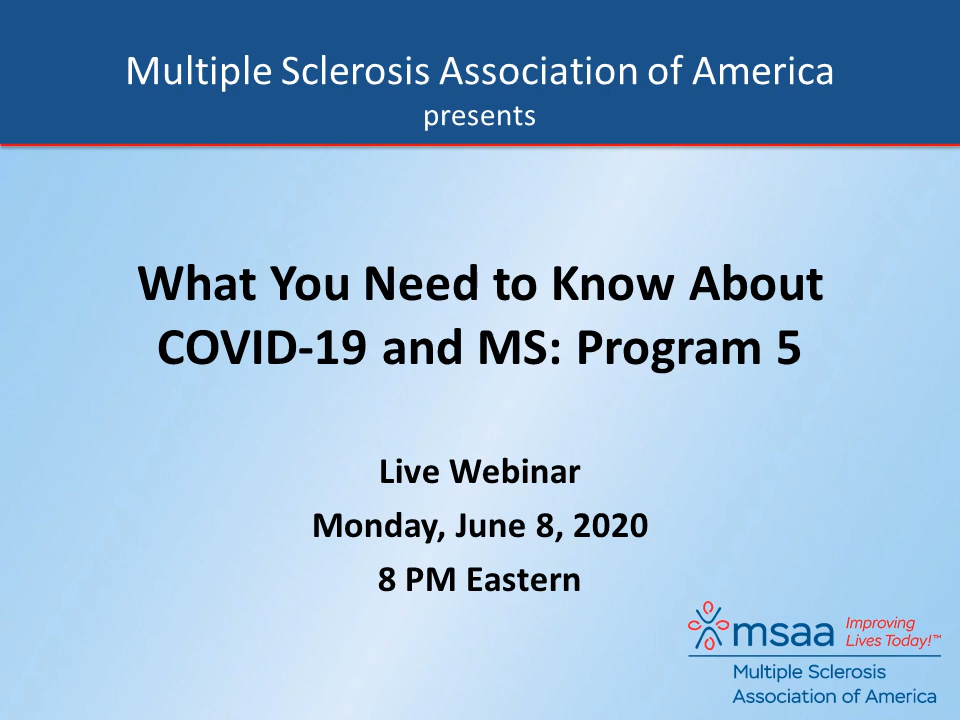 Multiple Sclerosis Association of America
presents
What You Need to Know About
COVID-19 and MS: Program 5
Live Webinar
Monday, June 8, 2020
8 PM Eastern
msaa Improving
Lives Today!™
Multiple Sclerosis
Association of America